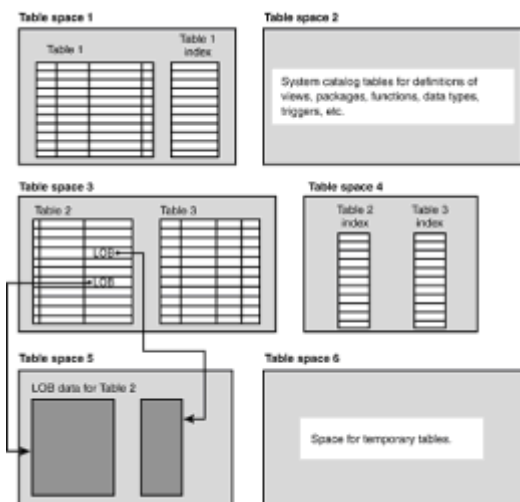 Table space 1
Table 1
Table 1
index
Table space 2
System catalog tables for definitions of
views, packages, functions, data types,
triggers, etc.
Table space 3
Table 2
LOB
LOB
Table 3
Table space 4
Table 2
index
Table 3
index
Table space 5
LOB data for Table 2
Table space 6
Space for temporary tables.